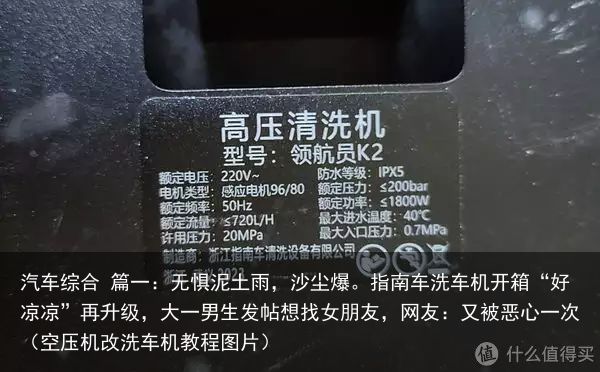 高压清洗机
型号：领航员K2
额定电压：220V~ 防水等级：IPX5
电机类型：感应电机96/80 额定压力：≤200bar
额定频率：50Hz 额定功率：≤1800W
额定流量：≤720L/H 最大进水温度：40℃
许用压力：20MPa 最大入口压力：0.7MPa
制造商：浙江指南车清洗设备有限公司
浙江 2023
汽车综合 篇一：无惧泥土雨，沙尘爆。指南车洗车机开箱“好
凉凉”再升级，大一男生发帖想找女朋友，网友：又被恶心一次
（空压机改洗车机教程图片）
值 什么值得买